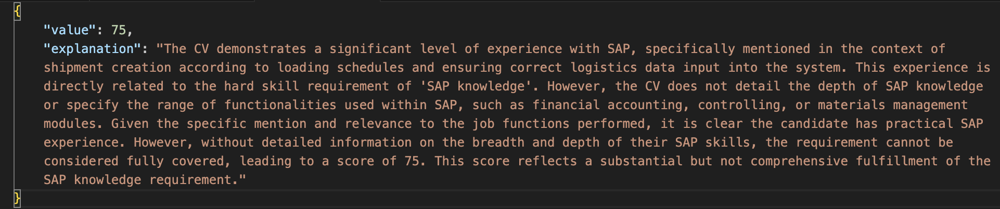 {
"value": 75,
"explanation": "The CV demonstrates a significant level of experience with SAP, specifically mentioned in the context of
shipment creation according to loading schedules and ensuring correct logistics data input into the system. This experience is
directly related to the hard skill requirement of 'SAP knowledge'. However, the CV does not detail the depth of SAP knowledge
or specify the range of functionalities used within SAP, such as financial accounting, controlling, or materials management
modules. Given the specific mention and relevance to the job functions performed, it is clear the candidate has practical SAP
experience. However, without detailed information on the breadth and depth of their SAP skills, the requirement cannot be
considered fully covered, leading to a score of 75. This score reflects a substantial but not comprehensive fulfillment of the
SAP knowledge requirement."
}